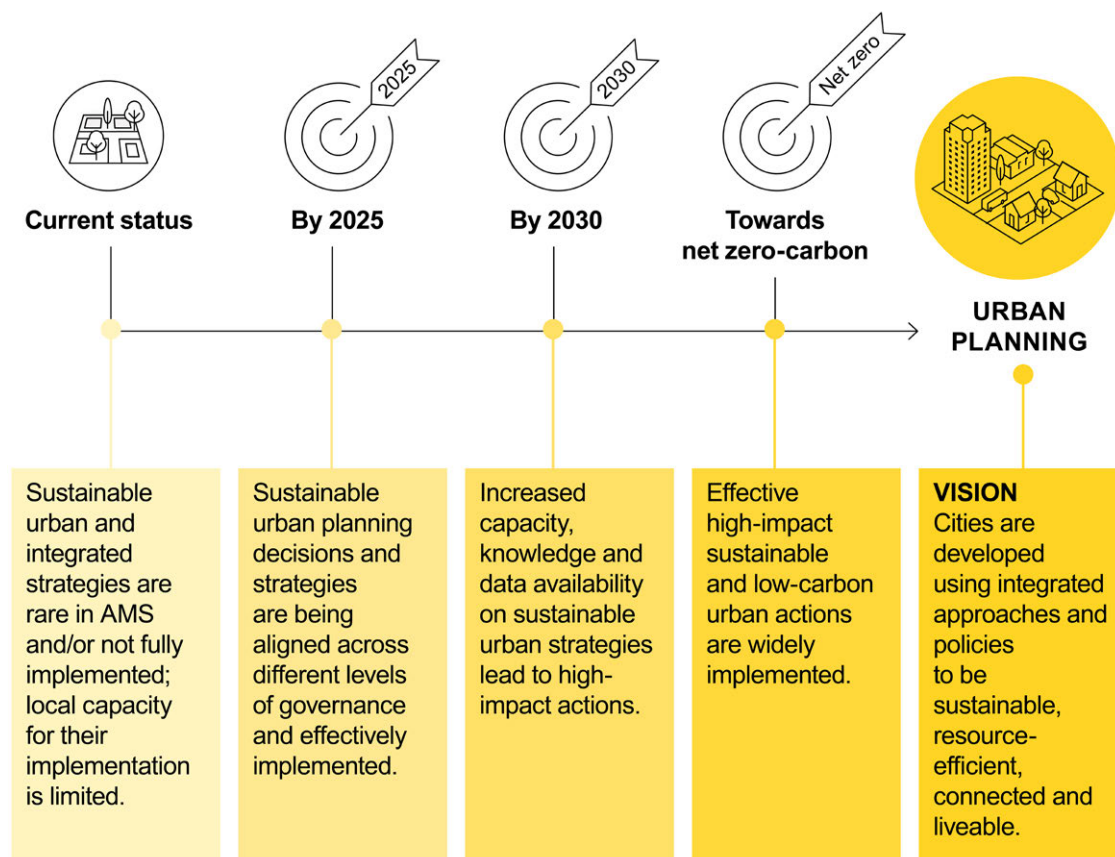 2025
2030
Net zero
Current status
By 2025
By 2030
Towards
net zero-carbon
URBAN
PLANNING
Sustainable
urban and
integrated
strategies are
rare in AMS
and/or not fully
implemented;
local capacity
for their
implementation
is limited.
Sustainable
urban planning
decisions and
strategies
are being
aligned across
different levels
of governance
and effectively
implemented.
Increased
capacity,
knowledge and
data availability
on sustainable
urban strategies
lead to high-
impact actions.
Effective
high-impact
sustainable
and low-carbon
urban actions
are widely
implemented.
VISION
Cities are
developed
using integrated
approaches and
policies
to be
sustainable,
resource-
efficient,
connected and
liveable.